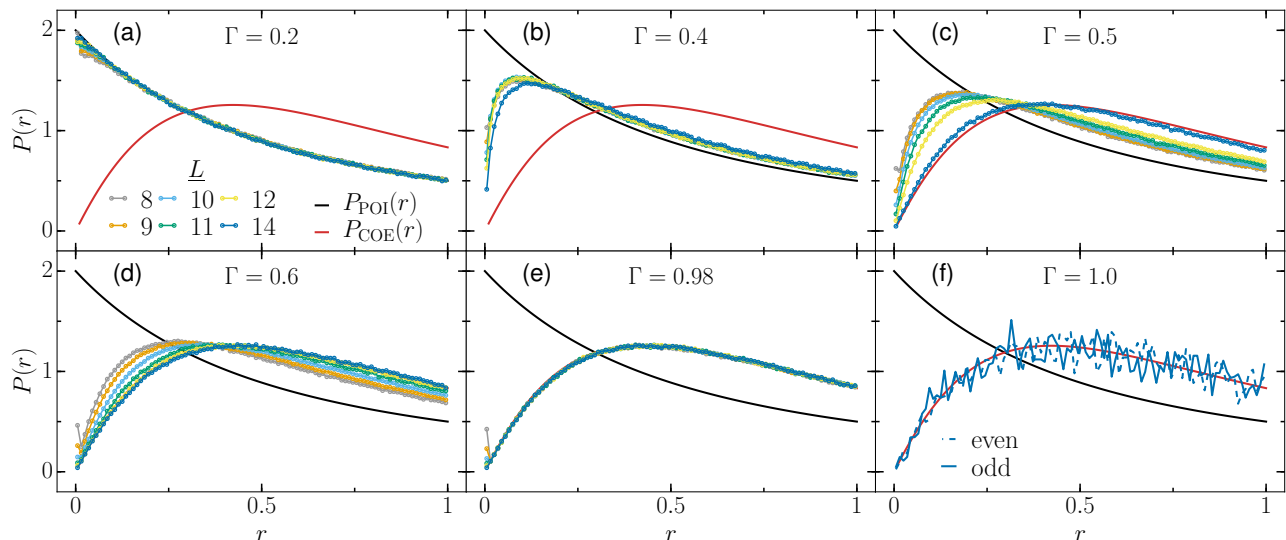 (a) Γ = 0.2
(b) Γ = 0.4
(c) Γ = 0.5
2
1
0
P(r)
L
8 10 12
9 11 14
P_POI(r)
P_COE(r)
(d) Γ = 0.6
(e) Γ = 0.98
(f) Γ = 1.0
2
1
0
P(r)
even
odd
0 0.5 1
0 0.5 1
0 0.5 1
r
r
r